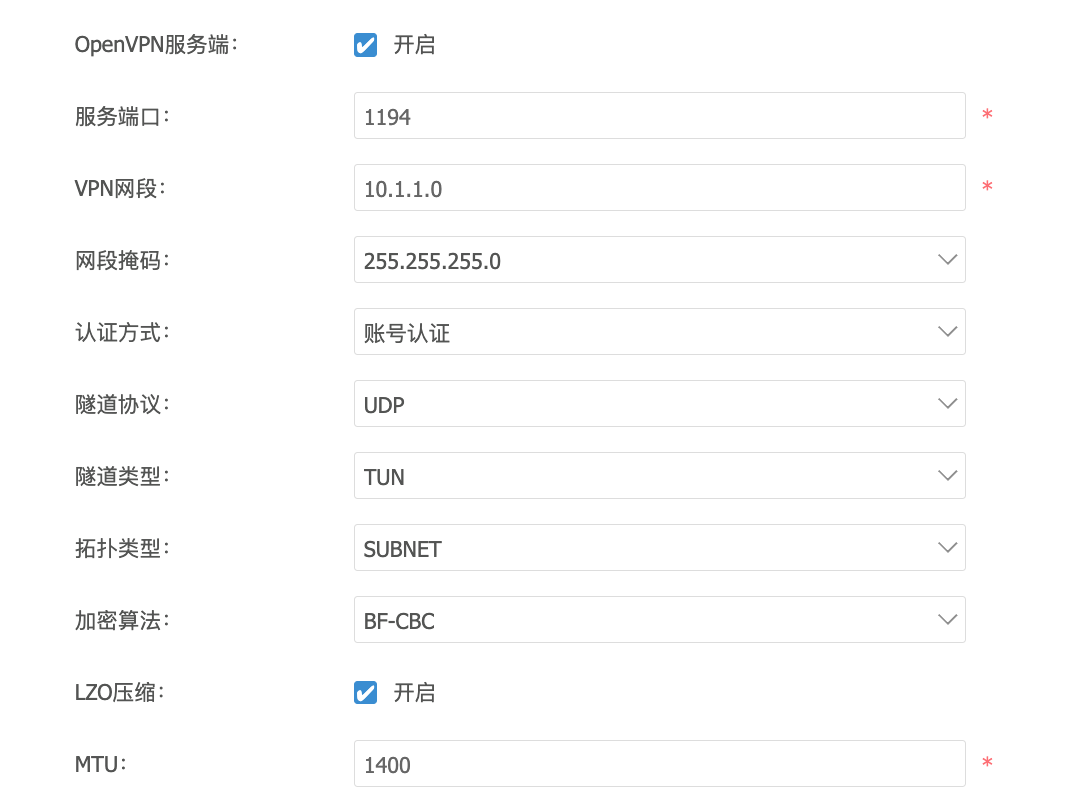 OpenVPN服务端： 开启
服务端口： 1194 *
VPN网段： 10.1.1.0 *
网段掩码： 255.255.255.0
认证方式： 账号认证
隧道协议： UDP
隧道类型： TUN
拓扑类型： SUBNET
加密算法： BF-CBC
LZO压缩： 开启
MTU： 1400 *